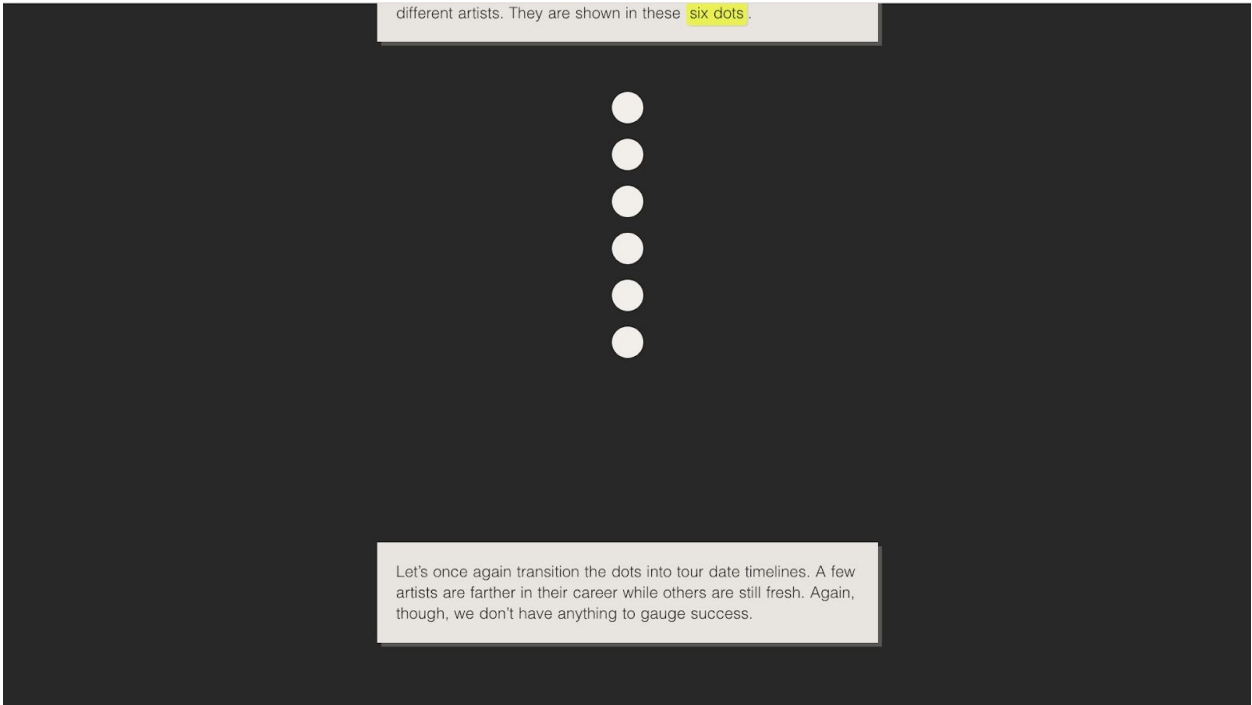 different artists. They are shown in these six dots.
Let’s once again transition the dots into tour date timelines. A few
artists are farther in their career while others are still fresh. Again,
though, we don’t have anything to gauge success.